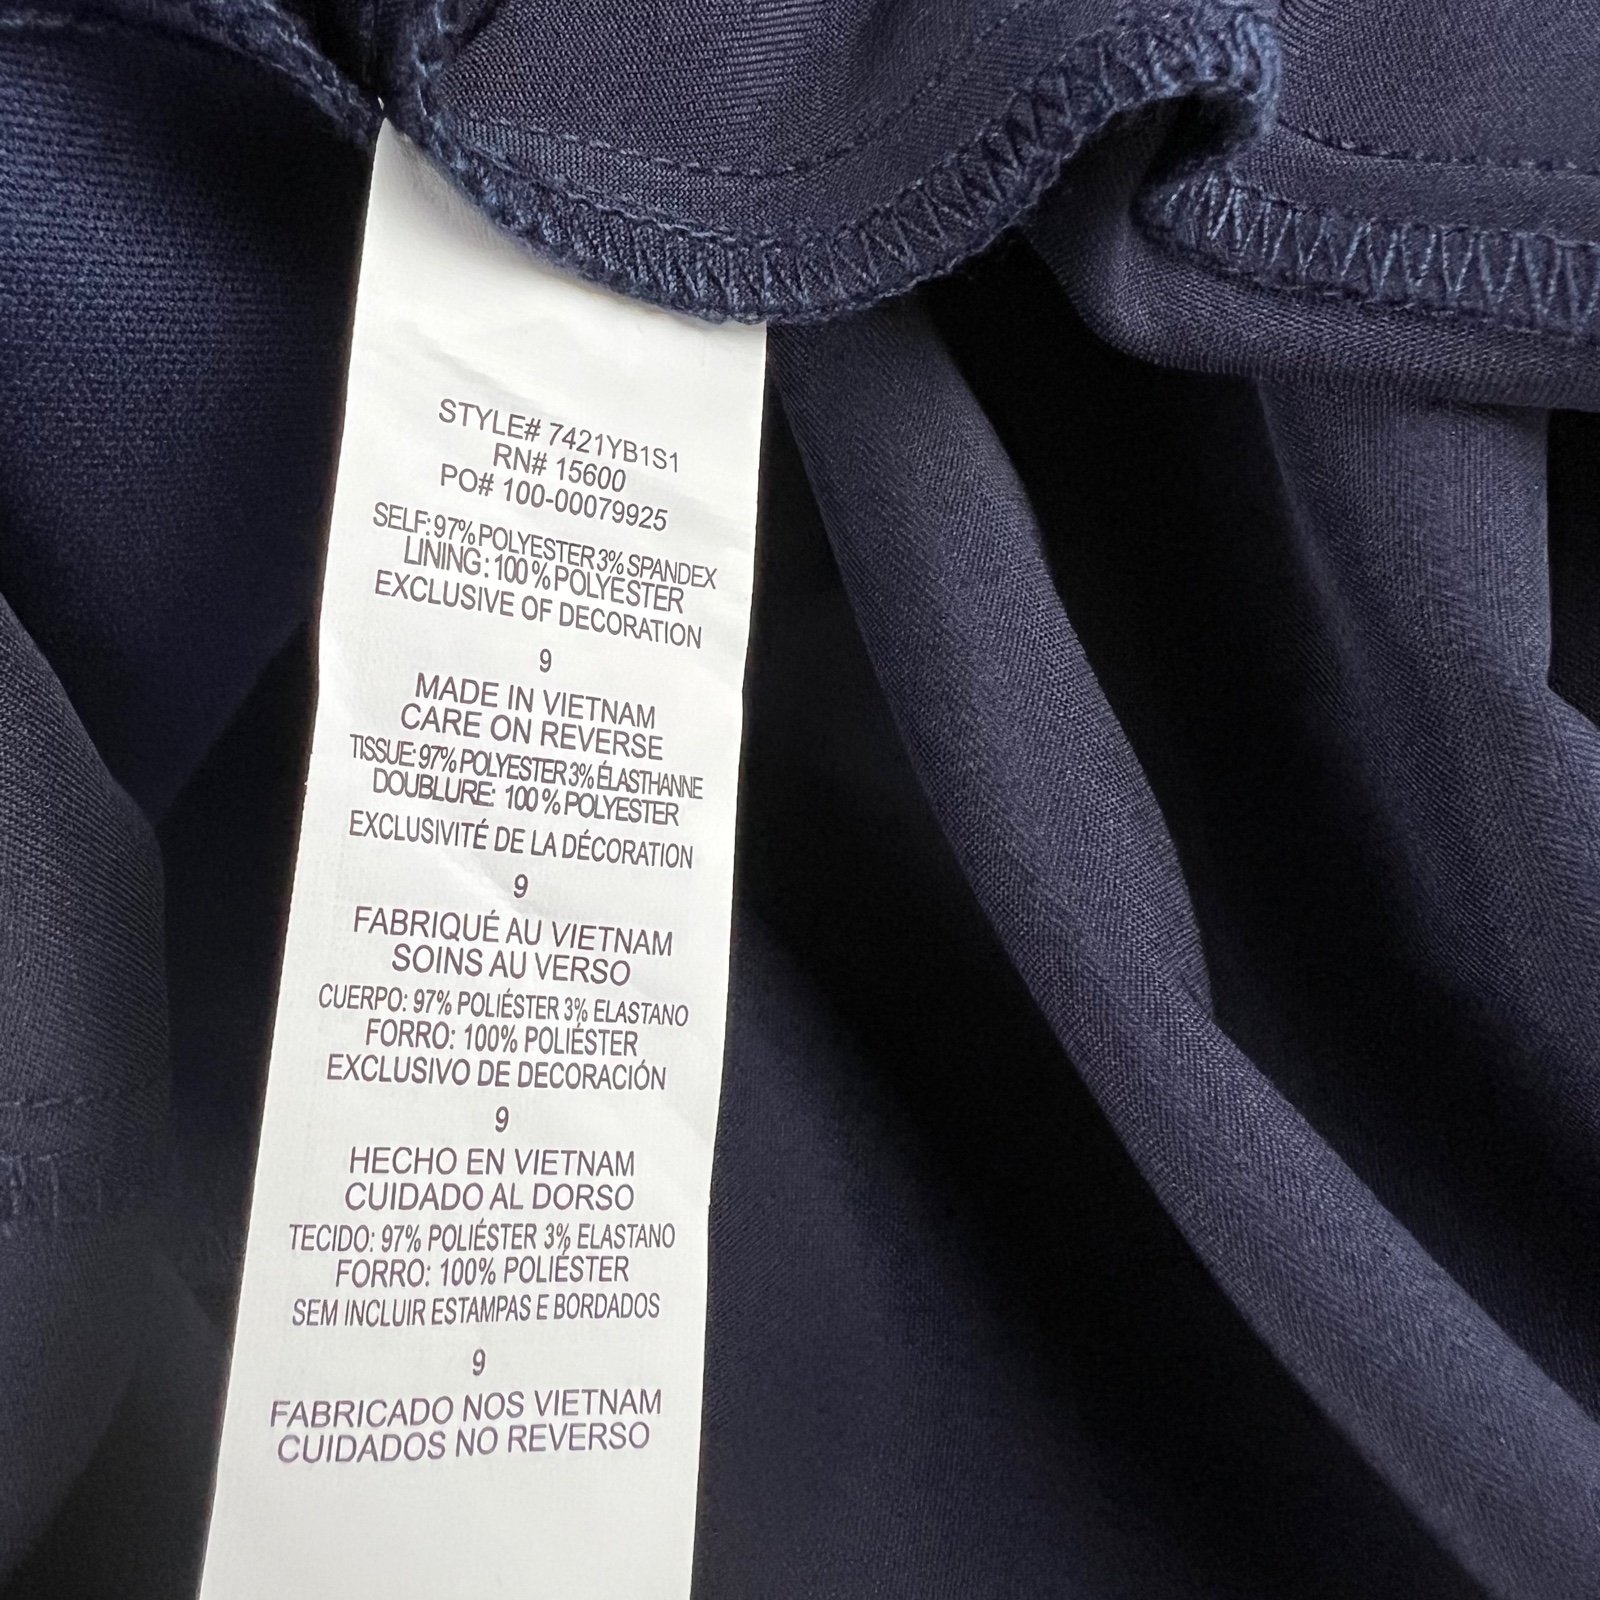 STYLE# 7421YB1S1
RN# 15600
PO# 100-00079925
SELF: 97% POLYESTER 3% SPANDEX
LINING: 100% POLYESTER
EXCLUSIVE OF DECORATION
9
MADE IN VIETNAM
CARE ON REVERSE
TISSUE: 97% POLYESTER 3% ÉLASTHANNE
DOUBLURE: 100% POLYESTER
EXCLUSIVITÉ DE LA DÉCORATION
9
FABRIQUÉ AU VIETNAM
SOINS AU VERSO
CUERPO: 97% POLIÉSTER 3% ELASTANO
FORRO: 100% POLIÉSTER
EXCLUSIVO DE DECORACIÓN
9
HECHO EN VIETNAM
CUIDADO AL DORSO
TECIDO: 97% POLIÉSTER 3% ELASTANO
FORRO: 100% POLIÉSTER
SEM INCLUIR ESTAMPAS E BORDADOS
9
FABRICADO NOS VIETNAM
CUIDADOS NO REVERSO